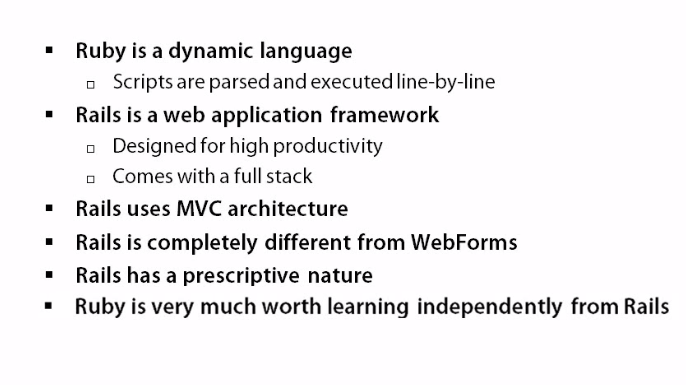 ▪ Ruby is a dynamic language
▫ Scripts are parsed and executed line-by-line
▪ Rails is a web application framework
▫ Designed for high productivity
▫ Comes with a full stack
▪ Rails uses MVC architecture
▪ Rails is completely different from WebForms
▪ Rails has a prescriptive nature
▪ Ruby is very much worth learning independently from Rails